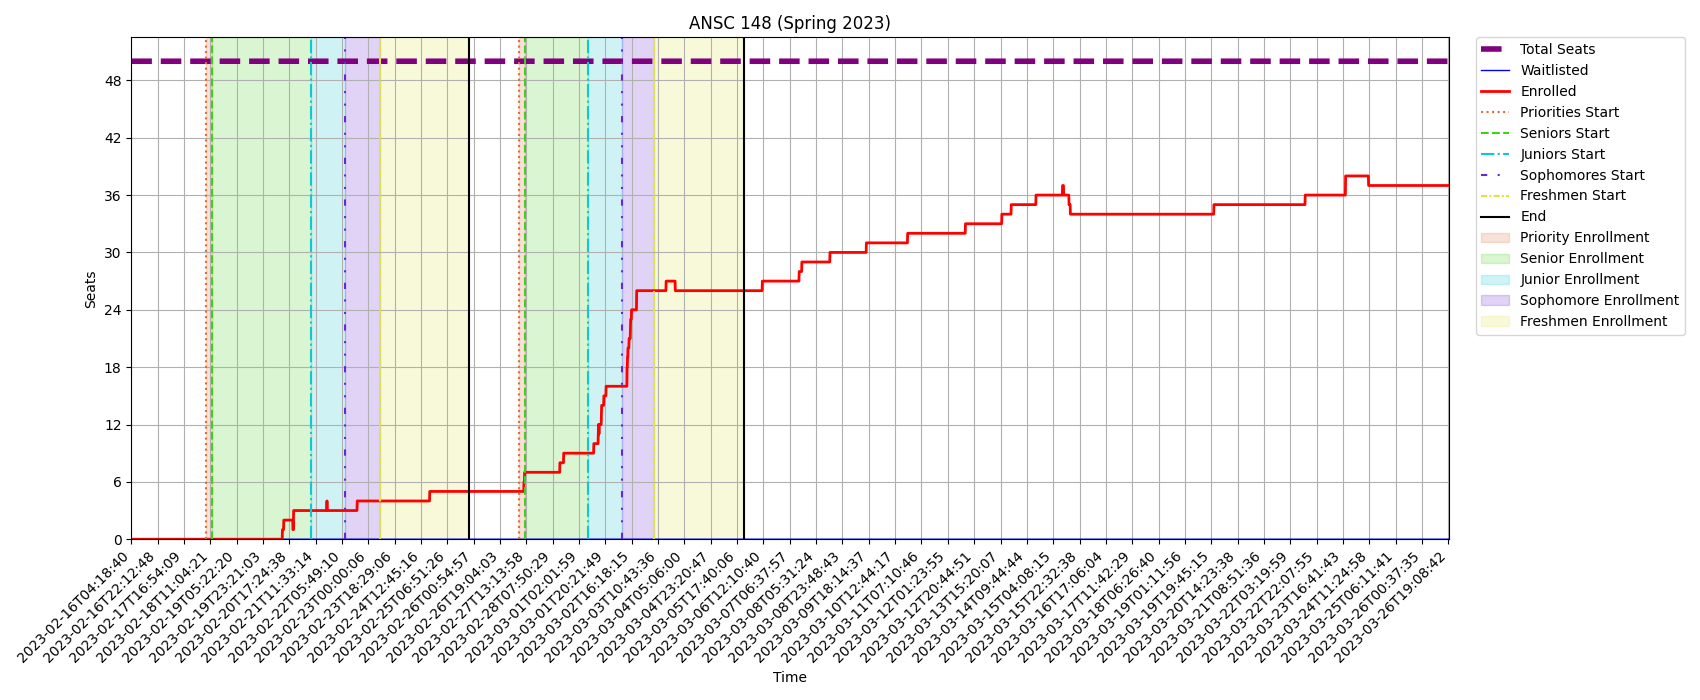 ANSC 148 (Spring 2023)
Total Seats
Waitlisted
Enrolled
Priorities Start
Seniors Start
Juniors Start
Sophomores Start
Freshmen Start
End
Priority Enrollment
Senior Enrollment
Junior Enrollment
Sophomore Enrollment
Freshmen Enrollment
Seats
48
42
36
30
24
18
12
6
0
2023-02-16T04:18:40
2023-02-16T22:12:48
2023-02-17T16:54:09
2023-02-18T11:04:21
2023-02-19T05:22:20
2023-02-19T23:21:03
2023-02-20T17:24:38
2023-02-21T11:33:14
2023-02-22T05:49:10
2023-02-23T00:00:06
2023-02-23T18:29:06
2023-02-24T12:45:16
2023-02-25T06:51:26
2023-02-26T00:54:57
2023-02-26T19:04:03
2023-02-27T13:13:58
2023-02-28T07:50:29
2023-03-01T02:01:59
2023-03-01T20:21:49
2023-03-02T16:18:15
2023-03-03T10:43:36
2023-03-04T05:06:00
2023-03-04T23:20:47
2023-03-05T17:40:06
2023-03-06T12:10:40
2023-03-07T06:37:57
2023-03-08T05:31:24
2023-03-08T23:48:43
2023-03-09T18:14:37
2023-03-10T12:44:17
2023-03-11T07:10:46
2023-03-12T01:23:55
2023-03-12T20:44:51
2023-03-13T15:20:07
2023-03-14T09:44:44
2023-03-15T04:08:15
2023-03-15T22:32:38
2023-03-16T17:06:04
2023-03-17T11:42:29
2023-03-18T06:26:40
2023-03-19T01:11:56
2023-03-19T19:45:15
2023-03-20T14:23:38
2023-03-21T08:51:36
2023-03-22T03:19:59
2023-03-22T22:07:55
2023-03-23T16:41:43
2023-03-24T11:24:58
2023-03-25T06:11:41
2023-03-26T00:37:35
2023-03-26T19:08:42
Time